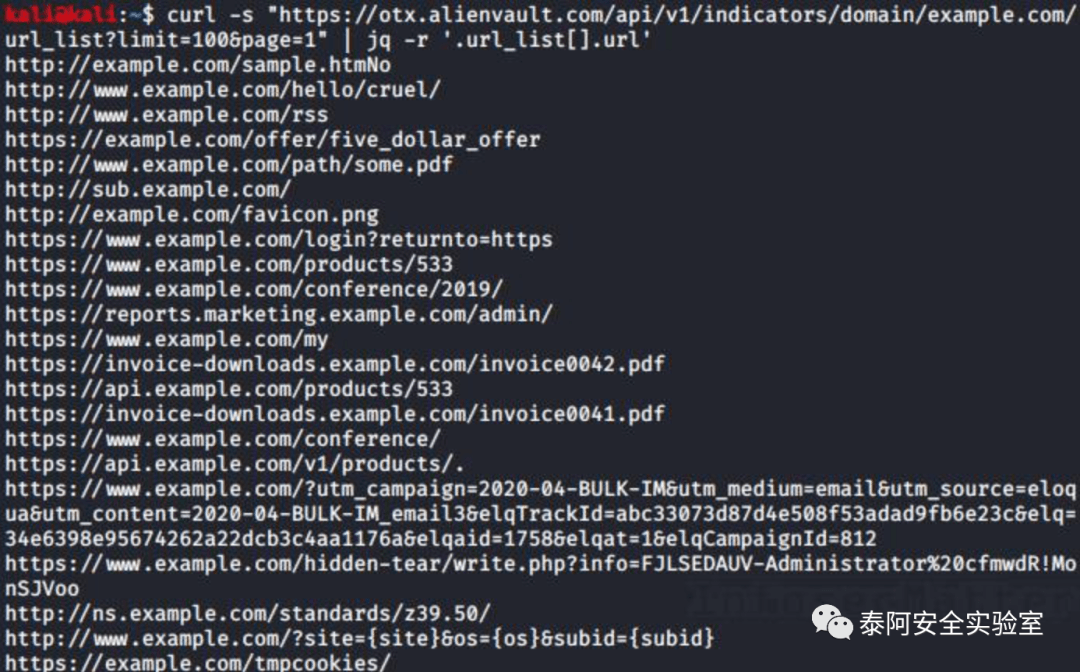 kali@kali:~$ curl -s "https://otx.alienvault.com/api/v1/indicators/domain/example.com/
url_list?limit=100&page=1" | jq -r '.url_list[].url'
http://example.com/sample.htmNo
http://www.example.com/hello/cruel/
http://www.example.com/rss
https://example.com/offer/five_dollar_offer
http://www.example.com/path/some.pdf
http://sub.example.com/
http://example.com/favicon.png
https://www.example.com/login?returnto=https
https://www.example.com/products/533
https://www.example.com/conference/2019/
https://reports.marketing.example.com/admin/
https://www.example.com/my
https://invoice-downloads.example.com/invoice0042.pdf
https://api.example.com/products/533
https://invoice-downloads.example.com/invoice0041.pdf
https://www.example.com/conference/
https://api.example.com/v1/products/.
https://www.example.com/?utm_campaign=2020-04-BULK-IM&utm_medium=email&utm_source=eloq
ua&utm_content=2020-04-BULK-IM_email3&elqTrackId=abc33073d87d4e508f53adad9fb6e23c&elq=
34e6398e95674262a22dcb3c4aa1176a&elqaid=1758&elqat=1&elqCampaignId=812
https://www.example.com/hidden-tear/write.php?info=FJLSEDAUV-Administrator%20cfmwdR!Mo
nSJVoo
http://ns.example.com/standards/z39.50/
http://www.example.com/?site={site}&os={os}&subid={subid}
https://example.com/tmpcookies/
泰阿安全实验室